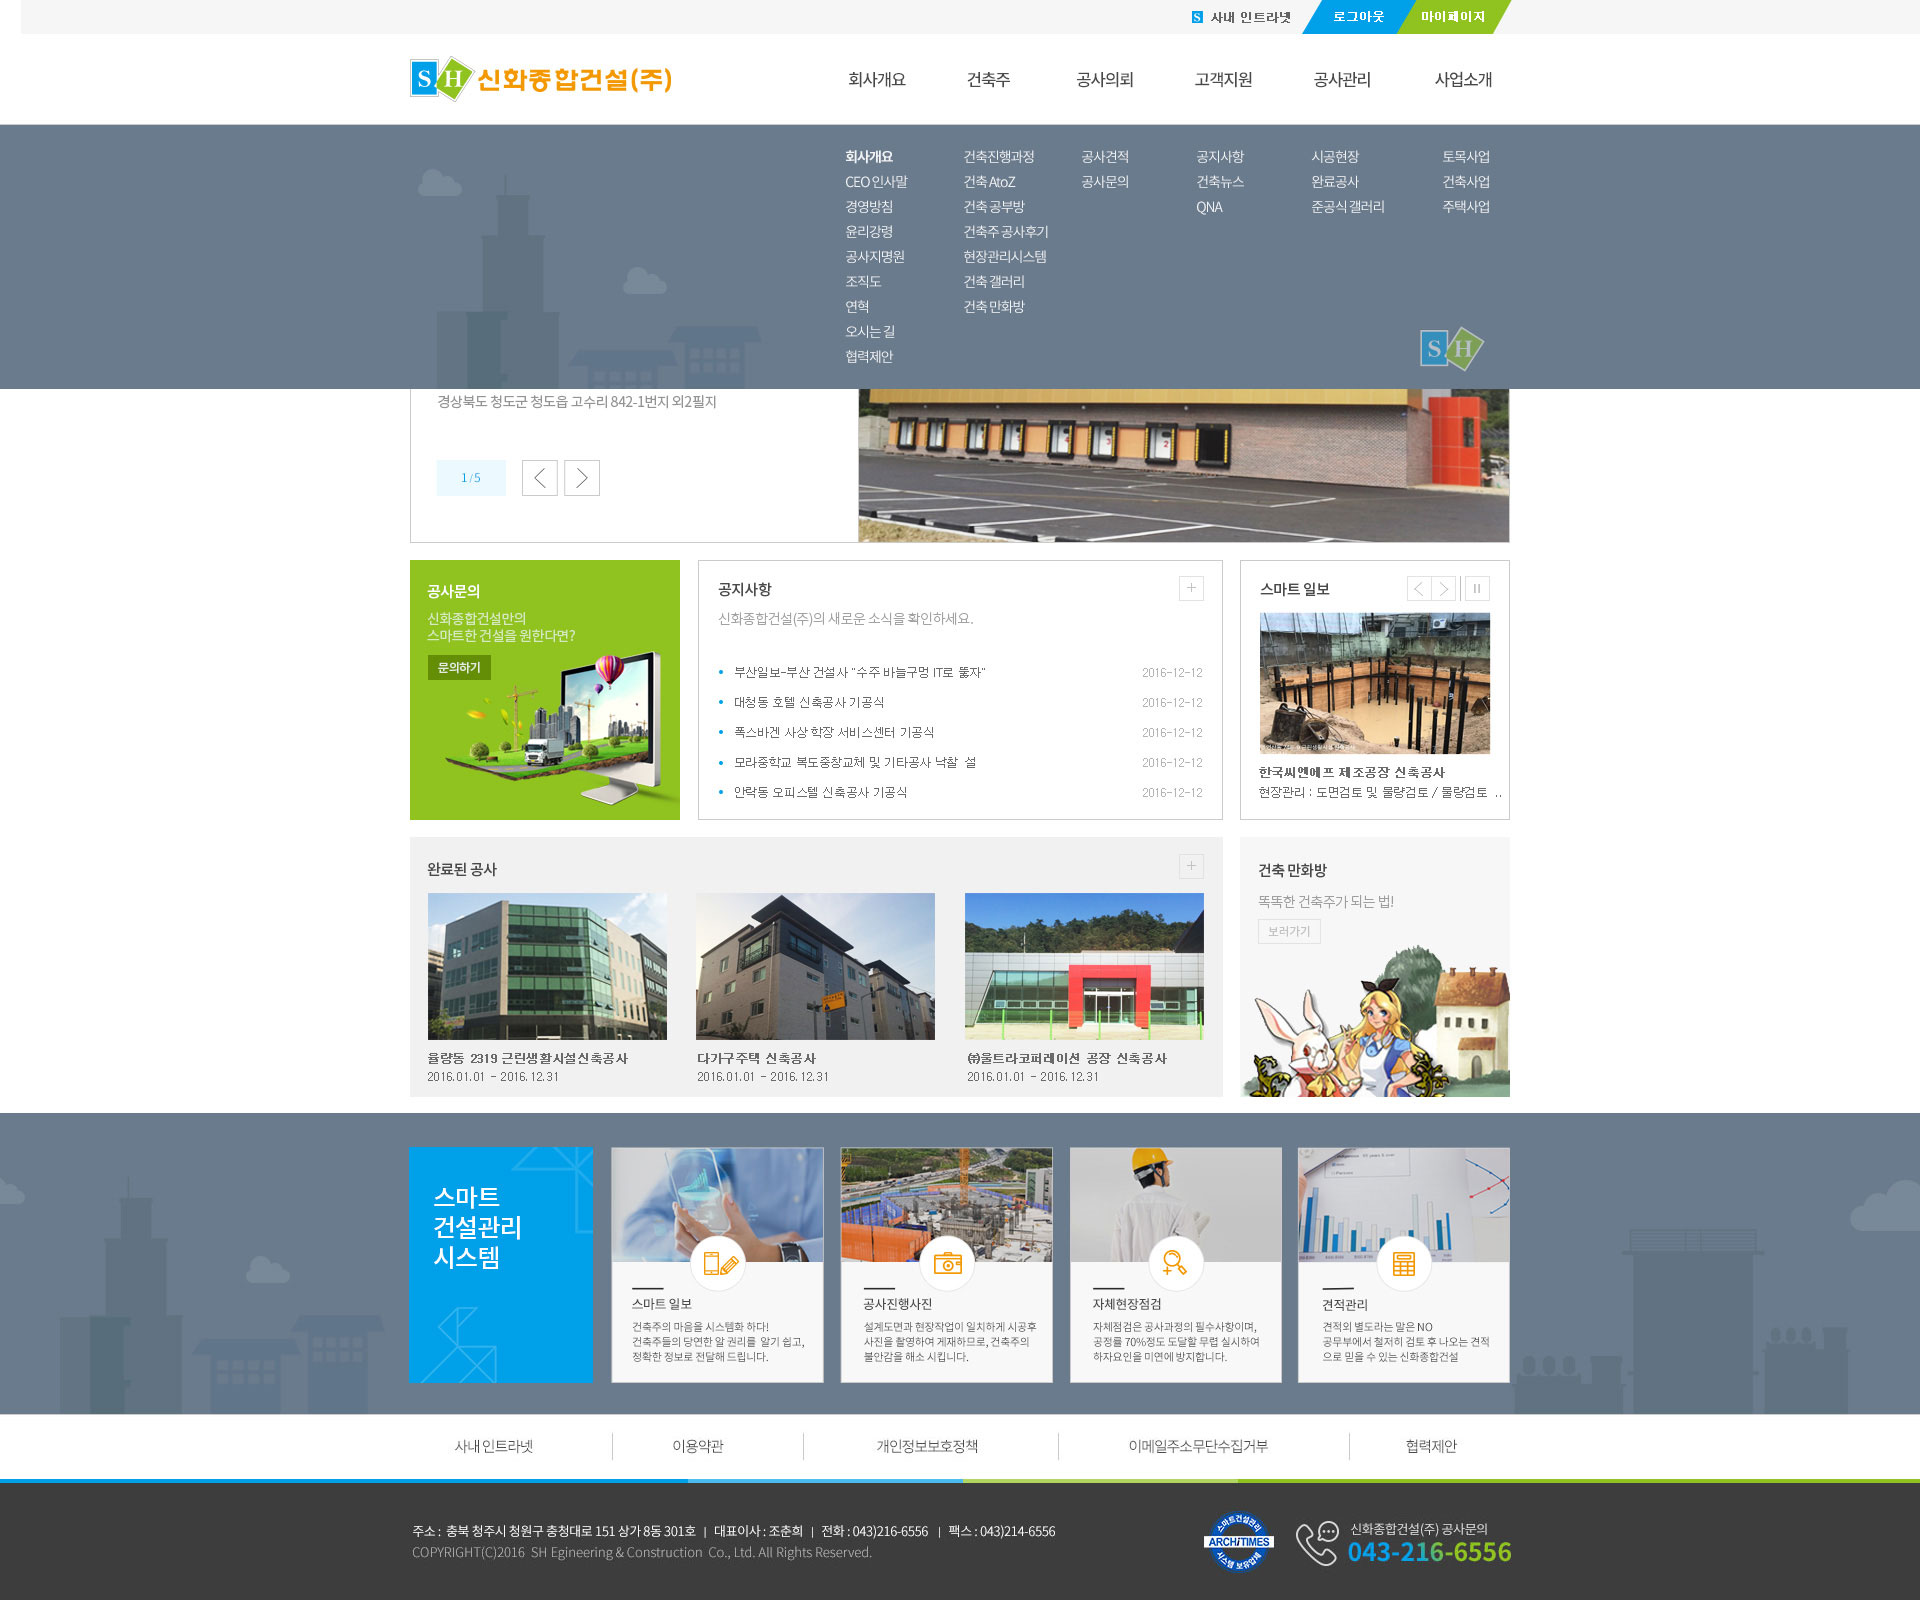 S 사내 인트라넷
로그아웃
마이페이지
SH 신화종합건설(주)
회사개요
건축주
공사의뢰
고객지원
공사관리
사업소개
회사개요
CEO 인사말
경영방침
윤리강령
공사지명원
조직도
연혁
오시는 길
협력제안
건축진행과정
건축 AtoZ
건축 공부방
건축주 공사후기
현장관리시스템
건축 갤러리
건축 만화방
공사견적
공사문의
공지사항
건축뉴스
QNA
시공현장
완료공사
준공식 갤러리
토목사업
건축사업
주택사업
SH
경상북도 청도군 청도읍 고수리 842-1번지 외2필지
1 / 5
공사문의
신화종합건설만의
스마트한 건설을 원한다면?
문의하기
공지사항
신화종합건설(주)의 새로운 소식을 확인하세요.
부산일보-부산 건설사 "수주 바늘구멍 IT로 뚫자" 2016-12-12
대청동 호텔 신축공사 기공식 2016-12-12
폭스바겐 사상 학장 서비스센터 기공식 2016-12-12
모라중학교 복도중창교체 및 기타공사 낙찰 설 2016-12-12
안락동 오피스텔 신축공사 기공식 2016-12-12
스마트 일보
한국씨엔에프 제조공장 신축공사
현장관리 : 도면검토 및 물량검토 / 물량검토 ..
완료된 공사
율량동 2319 근린생활시설신축공사
2016.01.01 - 2016.12.31
다가구주택 신축공사
2016.01.01 - 2016.12.31
㈜울트라코퍼레이션 공장 신축공사
2016.01.01 - 2016.12.31
건축 만화방
똑똑한 건축주가 되는 법!
보러가기
스마트
건설관리
시스템
스마트 일보
건축주의 마음을 시스템화 하다!
건축주들의 당연한 알 권리를 알기 쉽고,
정확한 정보로 전달해 드립니다.
공사진행사진
설계도면과 현장작업이 일치하게 시공후
사진을 촬영하여 게재하므로, 건축주의
불안감을 해소 시킵니다.
자체현장점검
자체점검은 공사과정의 필수사항이며,
공정률 70%정도 도달할 무렵 실시하여
하자요인을 미연에 방지합니다.
견적관리
견적외 별도라는 말은 NO
공무부에서 철저히 검토 후 나오는 견적
으로 믿을 수 있는 신화종합건설
사내 인트라넷
이용약관
개인정보보호정책
이메일주소무단수집거부
협력제안
주소 : 충북 청주시 청원구 충청대로 151 상가 8동 301호 | 대표이사 : 조춘희 | 전화 : 043)216-6556 | 팩스 : 043)214-6556
COPYRIGHT(C)2016 SH Egineering & Construction Co., Ltd. All Rights Reserved.
스마트건설관리
ARCHITIMES
시스템 보유업체
신화종합건설(주) 공사문의
043-216-6556